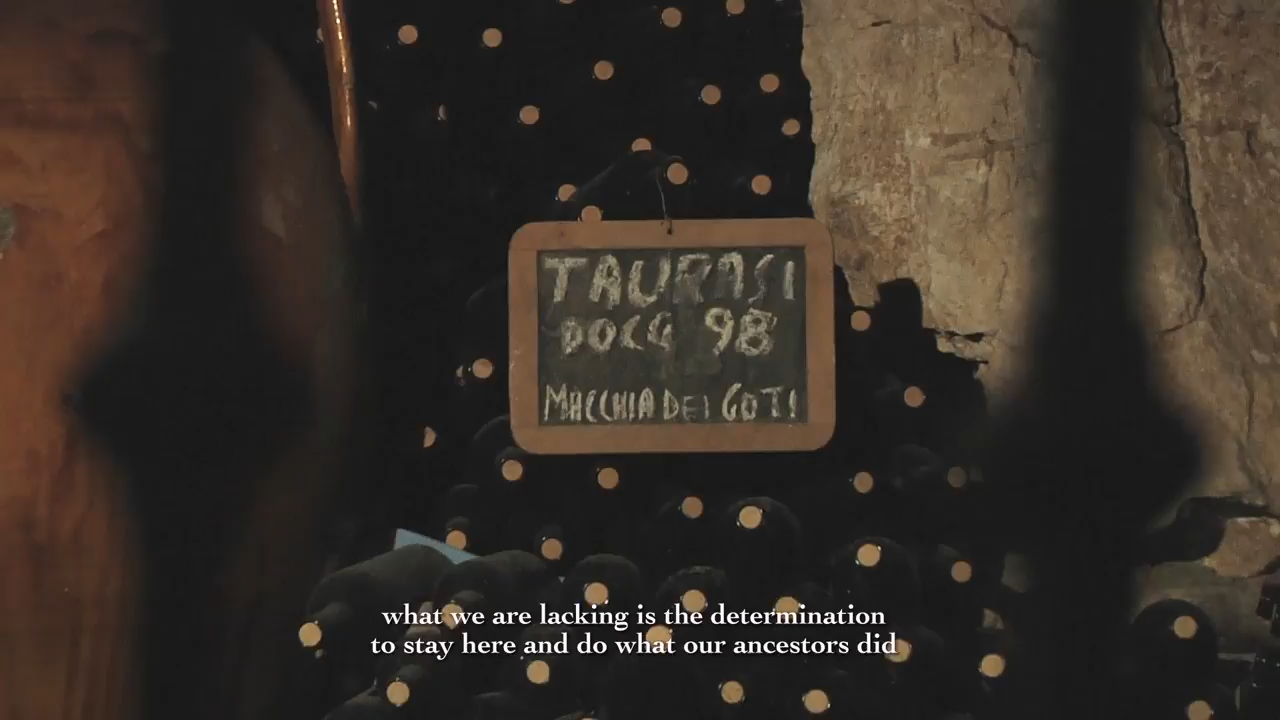 TAURASI
DOCG 98
MACCHIA DEI GOTI
what we are lacking is the determination
to stay here and do what our ancestors did